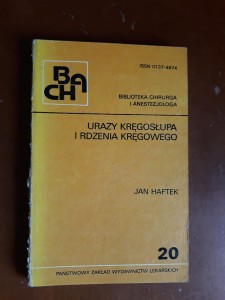 BA
CH
ISSN 0137-4974
BIBLIOTEKA CHIRURGA
I ANESTEZJOLOGA
URAZY KRĘGOSŁUPA
I RDZENIA KRĘGOWEGO
JAN HAFTEK
20
PAŃSTWOWY ZAKŁAD WYDAWNICTW LEKARSKICH